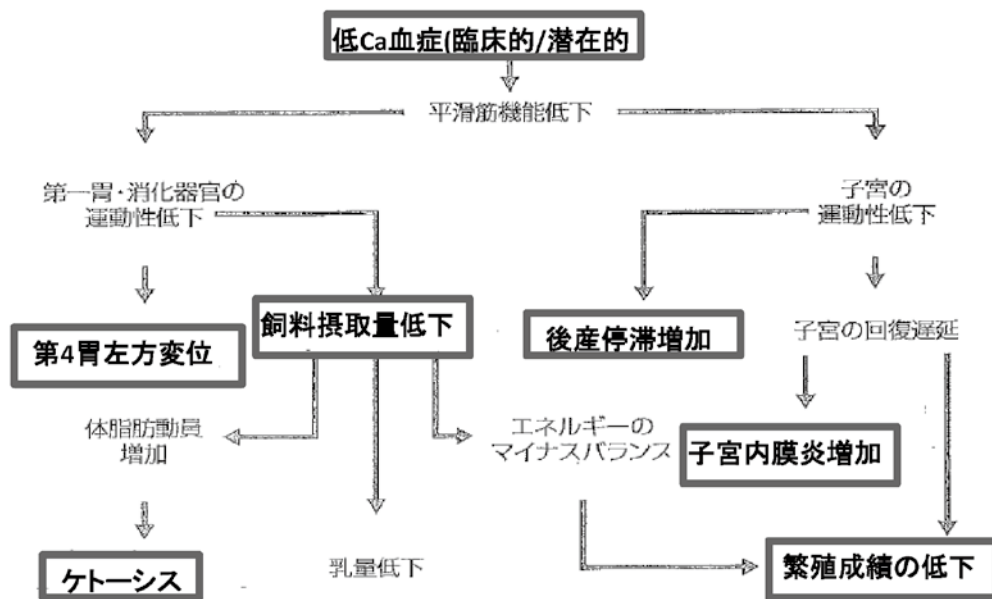 低Ca血症(臨床的/潜在的
平滑筋機能低下
第一胃・消化器官の
運動性低下
子宮の
運動性低下
第4胃左方変位
飼料摂取量低下
後産停滞増加
子宮の回復遅延
体脂肪動員
増加
エネルギーの
マイナスバランス
子宮内膜炎増加
ケトーシス
乳量低下
繁殖成績の低下